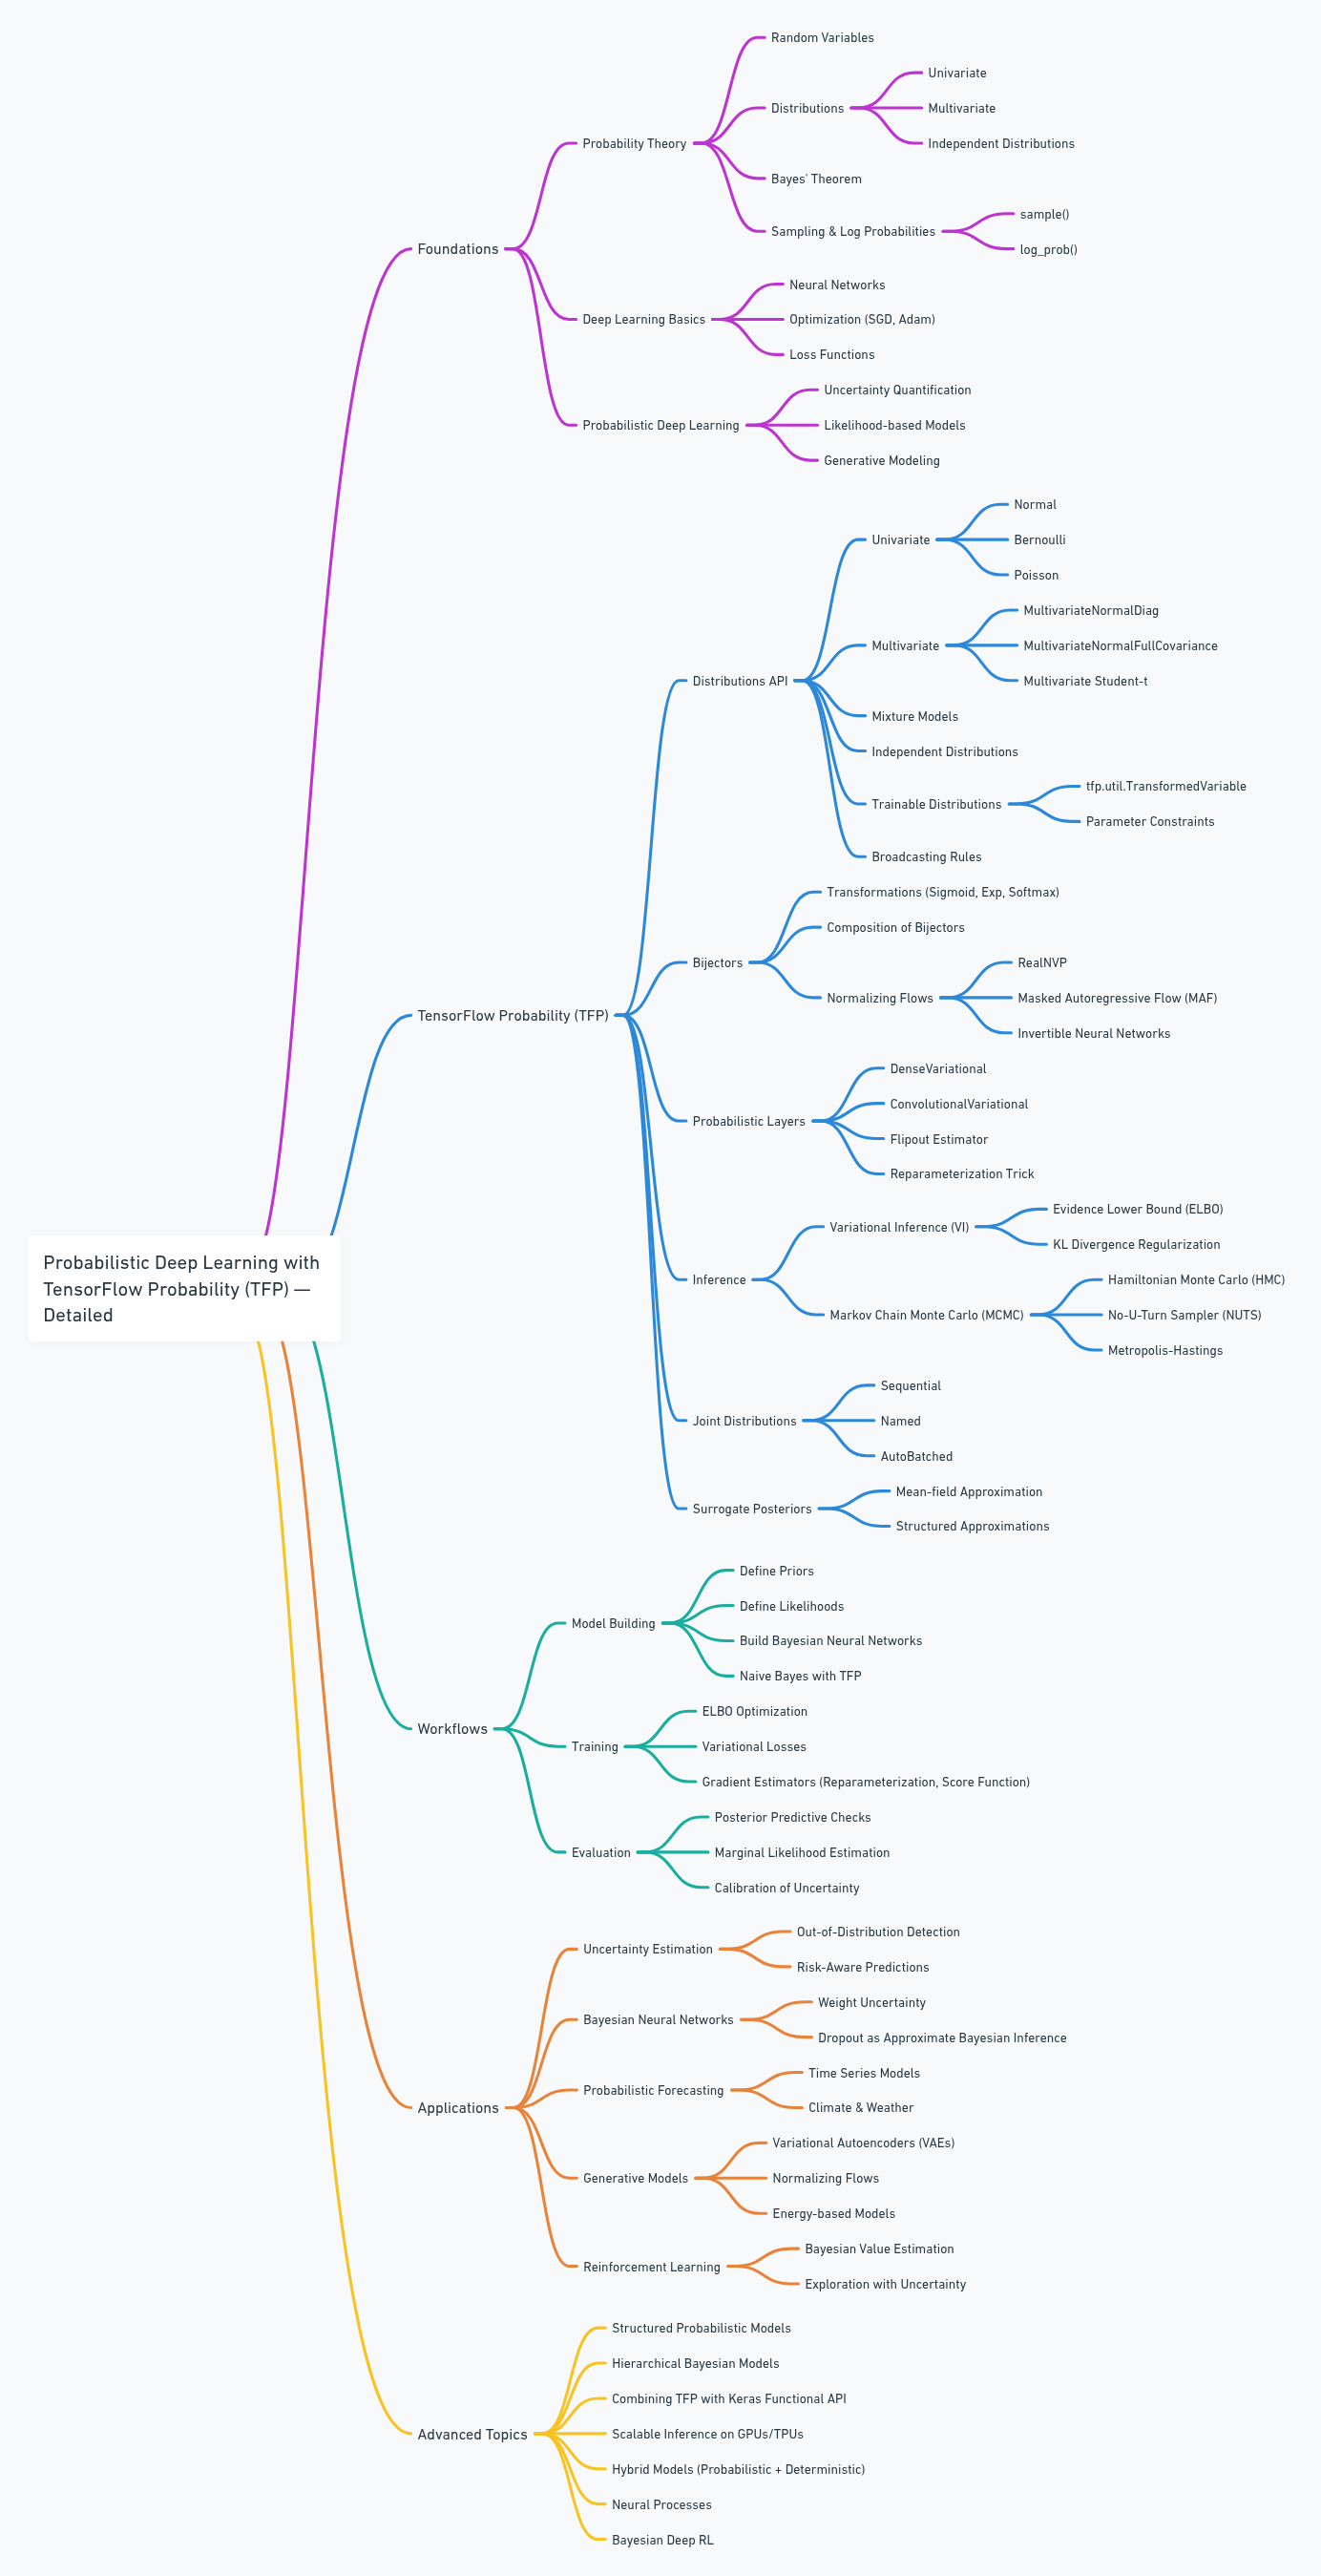 Probabilistic Deep Learning with
TensorFlow Probability (TFP) —
Detailed
Foundations
Probability Theory
Random Variables
Distributions
Univariate
Multivariate
Independent Distributions
Bayes' Theorem
Sampling & Log Probabilities
sample()
log_prob()
Deep Learning Basics
Neural Networks
Optimization (SGD, Adam)
Loss Functions
Probabilistic Deep Learning
Uncertainty Quantification
Likelihood-based Models
Generative Modeling
TensorFlow Probability (TFP)
Distributions API
Univariate
Normal
Bernoulli
Poisson
Multivariate
MultivariateNormalDiag
MultivariateNormalFullCovariance
Multivariate Student-t
Mixture Models
Independent Distributions
Trainable Distributions
tfp.util.TransformedVariable
Parameter Constraints
Broadcasting Rules
Bijectors
Transformations (Sigmoid, Exp, Softmax)
Composition of Bijectors
Normalizing Flows
RealNVP
Masked Autoregressive Flow (MAF)
Invertible Neural Networks
Probabilistic Layers
DenseVariational
ConvolutionalVariational
Flipout Estimator
Reparameterization Trick
Inference
Variational Inference (VI)
Evidence Lower Bound (ELBO)
KL Divergence Regularization
Markov Chain Monte Carlo (MCMC)
Hamiltonian Monte Carlo (HMC)
No-U-Turn Sampler (NUTS)
Metropolis-Hastings
Joint Distributions
Sequential
Named
AutoBatched
Surrogate Posteriors
Mean-field Approximation
Structured Approximations
Workflows
Model Building
Define Priors
Define Likelihoods
Build Bayesian Neural Networks
Naive Bayes with TFP
Training
ELBO Optimization
Variational Losses
Gradient Estimators (Reparameterization, Score Function)
Evaluation
Posterior Predictive Checks
Marginal Likelihood Estimation
Calibration of Uncertainty
Applications
Uncertainty Estimation
Out-of-Distribution Detection
Risk-Aware Predictions
Bayesian Neural Networks
Weight Uncertainty
Dropout as Approximate Bayesian Inference
Probabilistic Forecasting
Time Series Models
Climate & Weather
Generative Models
Variational Autoencoders (VAEs)
Normalizing Flows
Energy-based Models
Reinforcement Learning
Bayesian Value Estimation
Exploration with Uncertainty
Advanced Topics
Structured Probabilistic Models
Hierarchical Bayesian Models
Combining TFP with Keras Functional API
Scalable Inference on GPUs/TPUs
Hybrid Models (Probabilistic + Deterministic)
Neural Processes
Bayesian Deep RL